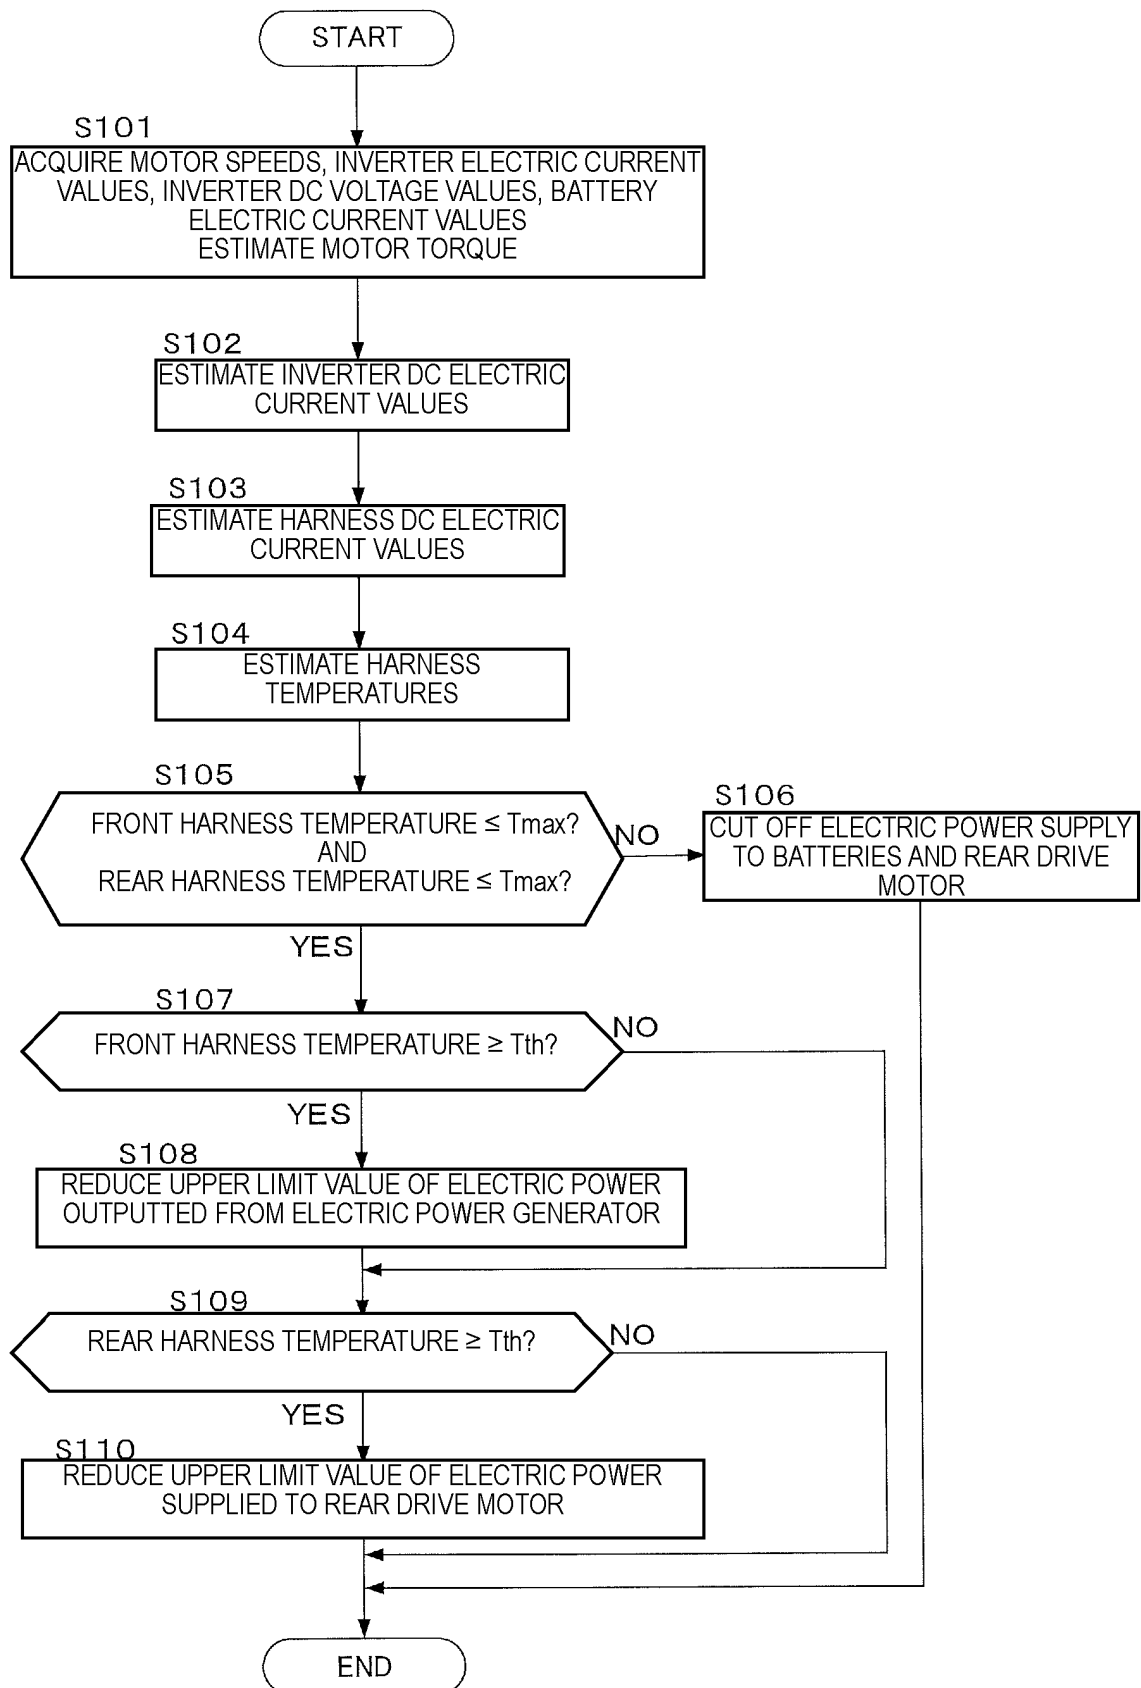 START
S101
ACQUIRE MOTOR SPEEDS, INVERTER ELECTRIC CURRENT
VALUES, INVERTER DC VOLTAGE VALUES, BATTERY
ELECTRIC CURRENT VALUES
ESTIMATE MOTOR TORQUE
S102
ESTIMATE INVERTER DC ELECTRIC
CURRENT VALUES
S103
ESTIMATE HARNESS DC ELECTRIC
CURRENT VALUES
S104
ESTIMATE HARNESS
TEMPERATURES
S105
FRONT HARNESS TEMPERATURE ≤ Tmax?
AND
REAR HARNESS TEMPERATURE ≤ Tmax?
NO
S106
CUT OFF ELECTRIC POWER SUPPLY
TO BATTERIES AND REAR DRIVE
MOTOR
YES
S107
FRONT HARNESS TEMPERATURE ≥ Tth?
NO
YES
S108
REDUCE UPPER LIMIT VALUE OF ELECTRIC POWER
OUTPUTTED FROM ELECTRIC POWER GENERATOR
S109
REAR HARNESS TEMPERATURE ≥ Tth?
NO
YES
S110
REDUCE UPPER LIMIT VALUE OF ELECTRIC POWER
SUPPLIED TO REAR DRIVE MOTOR
END